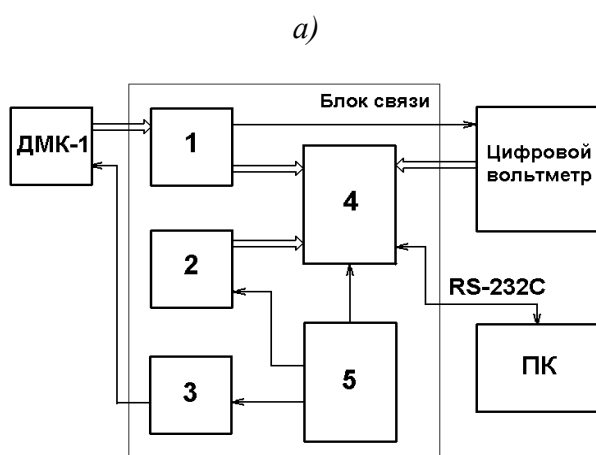 а)
Блок связи
ДМК-1
1
Цифровой
вольтметр
4
2
RS-232C
ПК
3
5